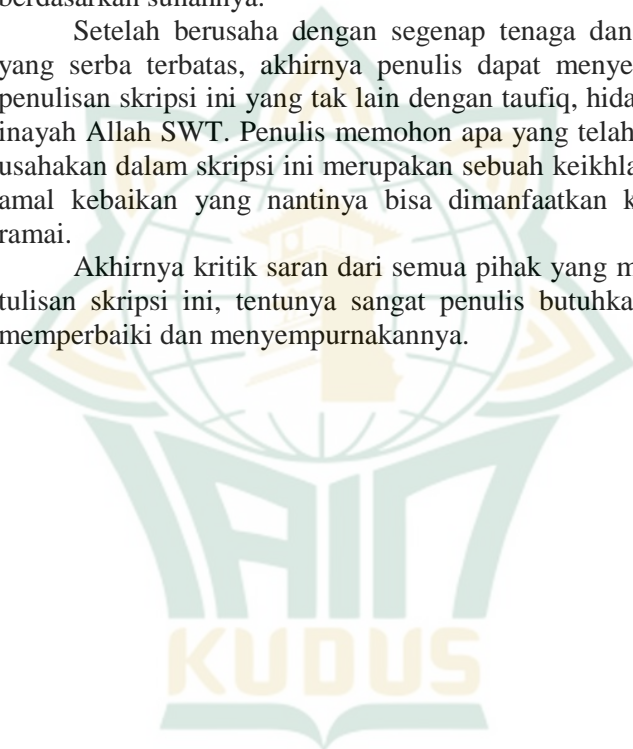 berdasarkan sunahnya.
Setelah berusaha dengan segenap tenaga dan
yang serba terbatas, akhirnya penulis dapat menye
penulisan skripsi ini yang tak lain dengan taufiq, hida
inayah Allah SWT. Penulis memohon apa yang telah
usahakan dalam skripsi ini merupakan sebuah keikhla
amal kebaikan yang nantinya bisa dimanfaatkan k
ramai.
Akhirnya kritik saran dari semua pihak yang m
tulisan skripsi ini, tentunya sangat penulis butuhka
memperbaiki dan menyempurnakannya.
IAIN
KUDUS